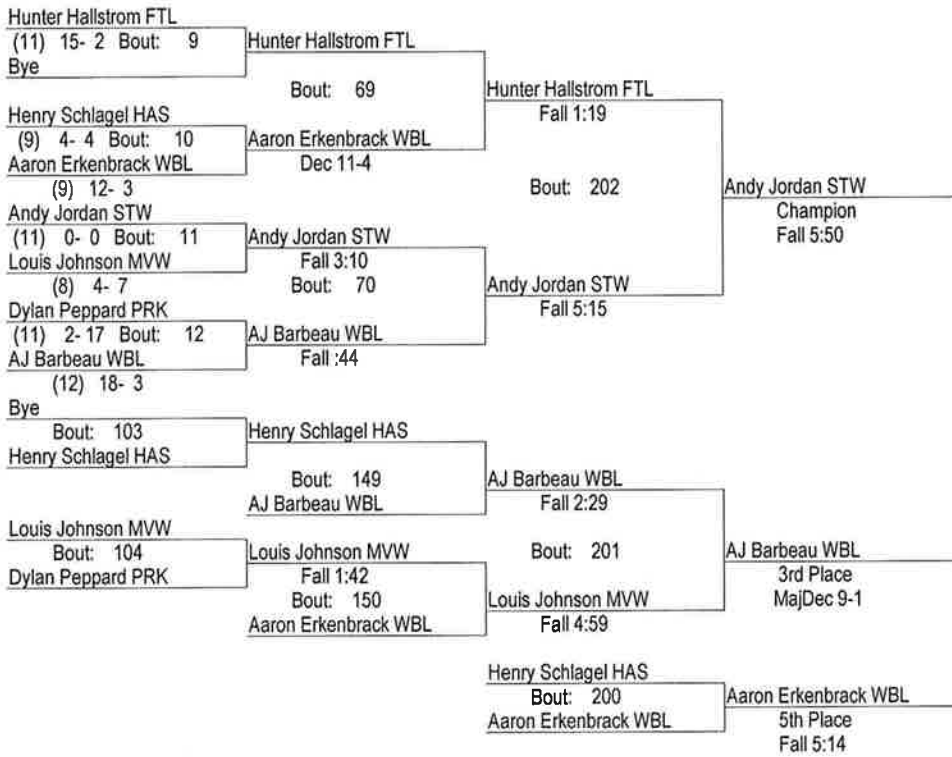 Hunter Hallstrom FTL
(11) 15- 2 Bout: 9
Bye
Hunter Hallstrom FTL
Bout: 69
Henry Schlagel HAS
(9) 4- 4 Bout: 10
Aaron Erkenbrack WBL
(9) 12- 3
Aaron Erkenbrack WBL
Dec 11-4
Hunter Hallstrom FTL
Fall 1:19
Bout: 202
Andy Jordan STW
Champion
Fall 5:50
Andy Jordan STW
(11) 0- 0 Bout: 11
Louis Johnson MVW
(8) 4- 7
Andy Jordan STW
Fall 3:10
Bout: 70
Andy Jordan STW
Fall 5:15
Dylan Peppard PRK
(11) 2- 17 Bout: 12
AJ Barbeau WBL
(12) 18- 3
AJ Barbeau WBL
Fall :44
Bye
Bout: 103
Henry Schlagel HAS
Henry Schlagel HAS
Bout: 149
AJ Barbeau WBL
AJ Barbeau WBL
Fall 2:29
Bout: 201
AJ Barbeau WBL
3rd Place
MajDec 9-1
Louis Johnson MVW
Bout: 104
Dylan Peppard PRK
Louis Johnson MVW
Fall 1:42
Bout: 150
Aaron Erkenbrack WBL
Louis Johnson MVW
Fall 4:59
Henry Schlagel HAS
Bout: 200
Aaron Erkenbrack WBL
Aaron Erkenbrack WBL
5th Place
Fall 5:14